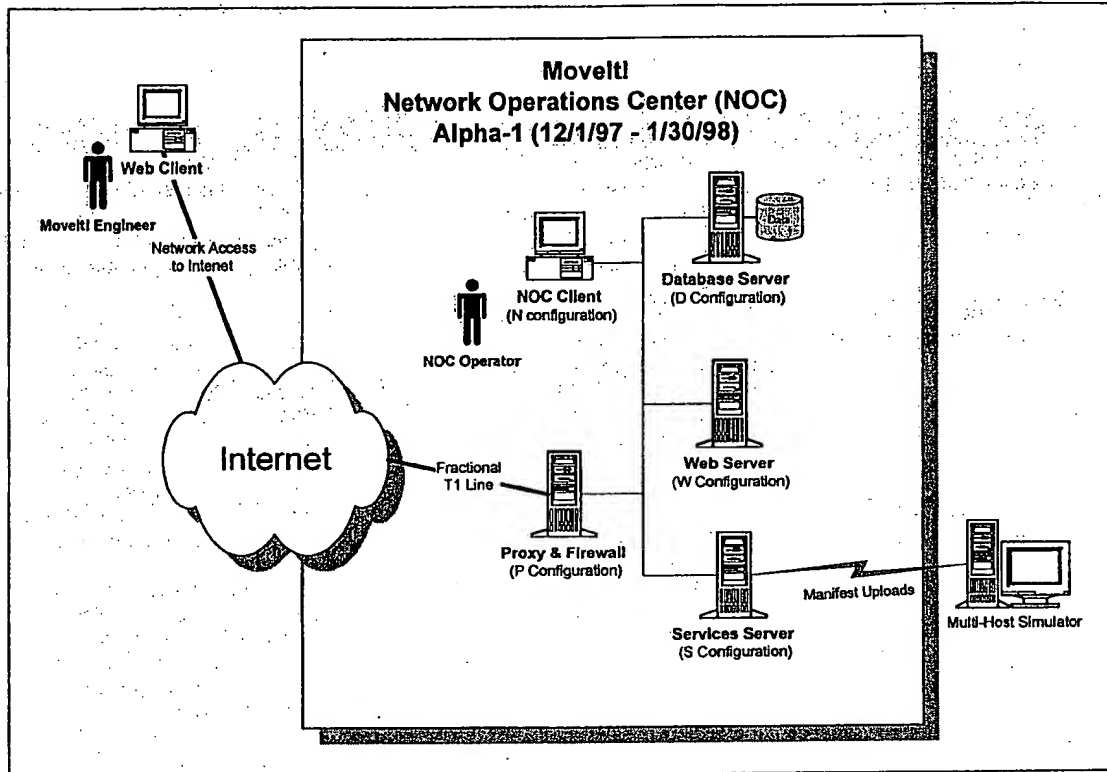 MoveIt!
Network Operations Center (NOC)
Alpha-1 (12/1/97 - 1/30/98)
Web Client
MoveIt! Engineer
Network Access
to Internet
Data
NOC Client
(N configuration)
Database Server
(D Configuration)
NOC Operator
Internet
Fractional
T1 Line
Web Server
(W Configuration)
Proxy & Firewall
(P Configuration)
Manifest Uploads
Multi-Host Simulator
Services Server
(S Configuration)